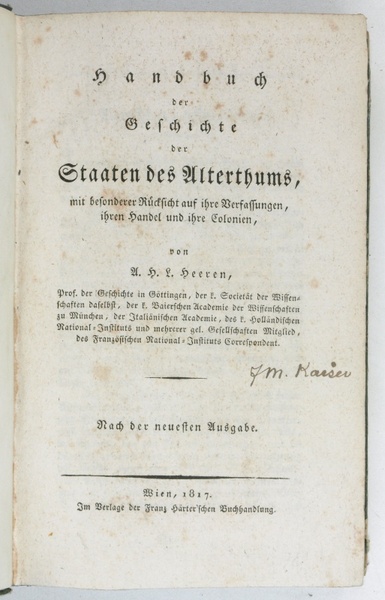 Handbuch
der
Geschichte
der
Staaten des Alterthums,
mit besonderer Rücksicht auf ihre Verfassungen,
ihren Handel und ihre Colonien,
von
A. H. L. Heeren,
Prof. der Geschichte in Göttingen, der k. Societät der Wissen-
schaften daselbst, der k. Baierschen Academie der Wissenschaften
zu München, der Italiänischen Academie, des k. Holländischen
National-Instituts und mehrerer gel. Gesellschaften Mitglied,
des Französischen National-Instituts Correspondent.
J M. Kaiser
Nach der neuesten Ausgabe.
Wien, 1817.
Im Verlage der Franz Härter'schen Buchhandlung.